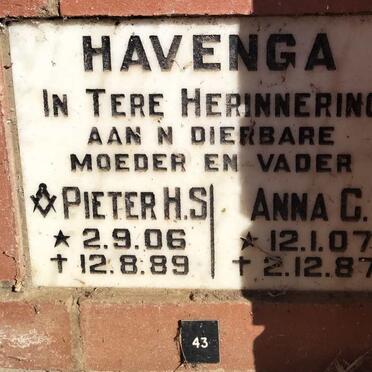 HAVENGA
IN TERE HERINNERING
AAN N DIERBARE
MOEDER EN VADER
PIETER H.S
★ 2.9.06
† 12.8.89
ANNA C.
★ 12.1.07
† 2.12.87
43